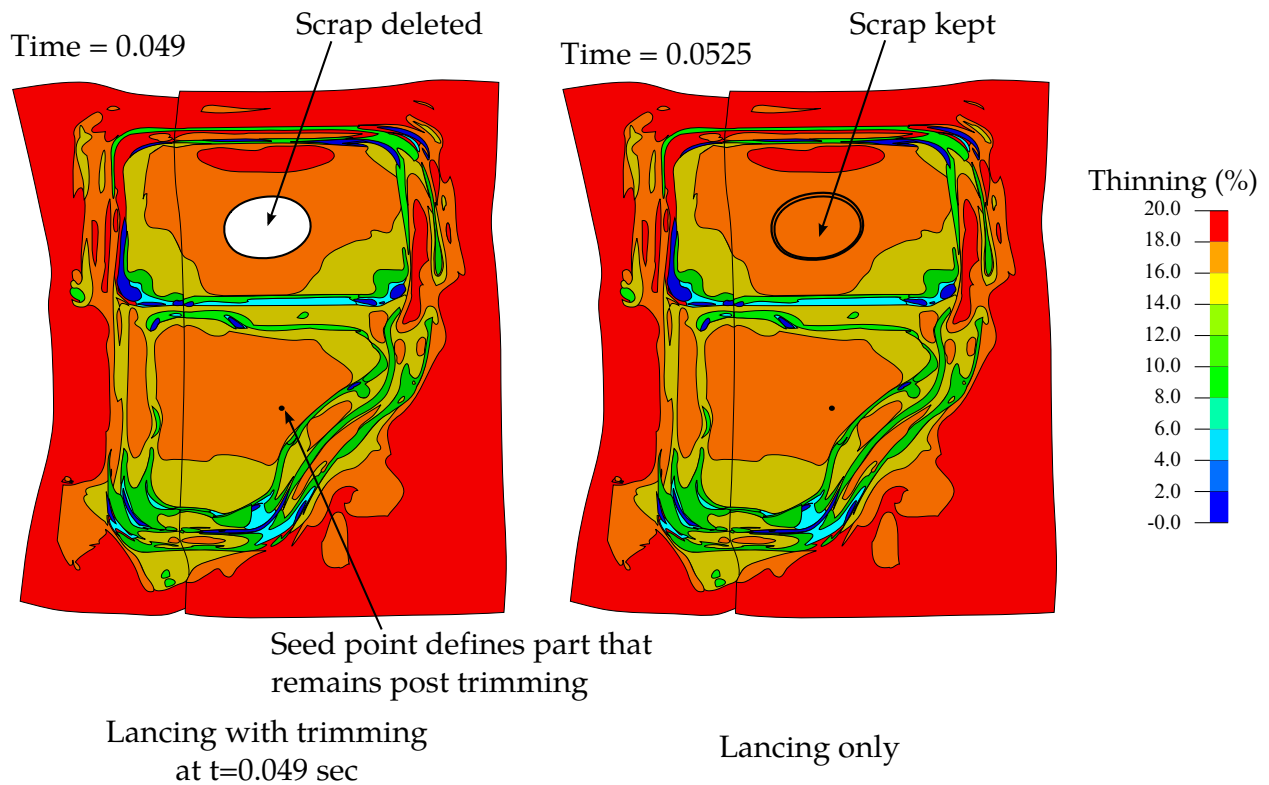 Scrap deleted
Time = 0.049
Scrap kept
Time = 0.0525
Thinning (%)
20.0
18.0
16.0
14.0
12.0
10.0
8.0
6.0
4.0
2.0
-0.0
Seed point defines part that
remains post trimming
Lancing with trimming
at t=0.049 sec
Lancing only